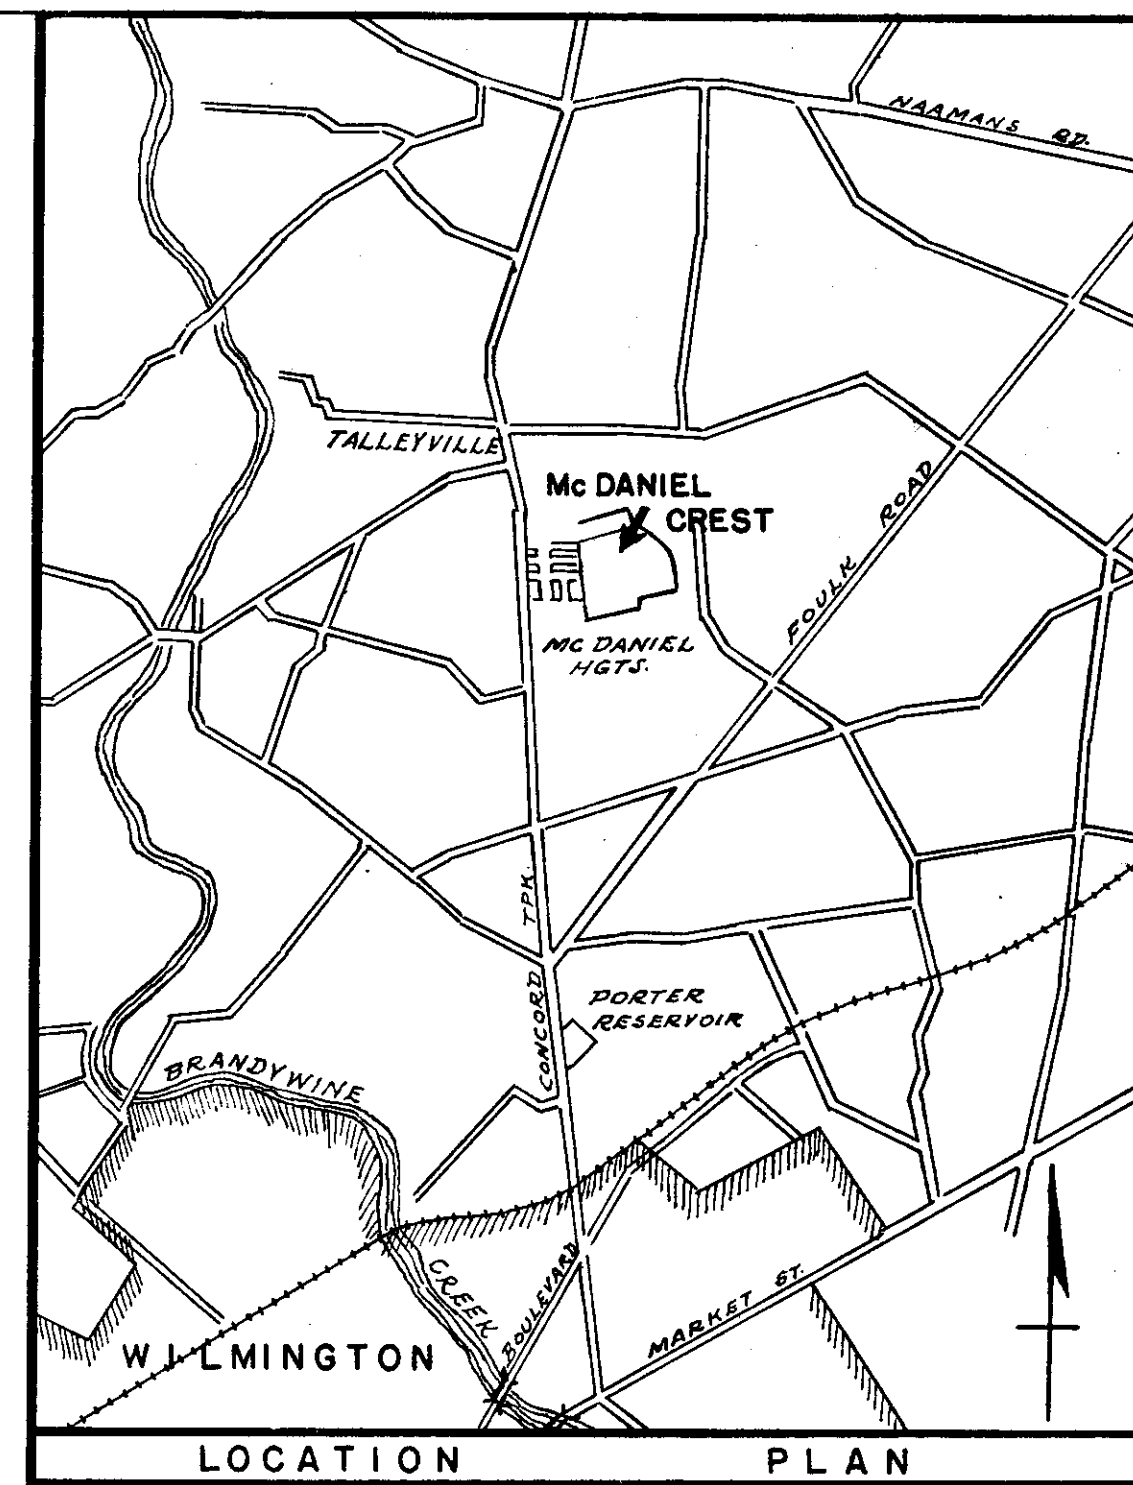 NAAMANS RD.
TALLEYVILLE
Mc DANIEL
CREST
FOULK ROAD
MC DANIEL
HGTS.
CONCORD TPK.
PORTER
RESERVOIR
BRANDYWINE
CREEK
BOULEVARD
MARKET ST.
WILMINGTON
LOCATION PLAN